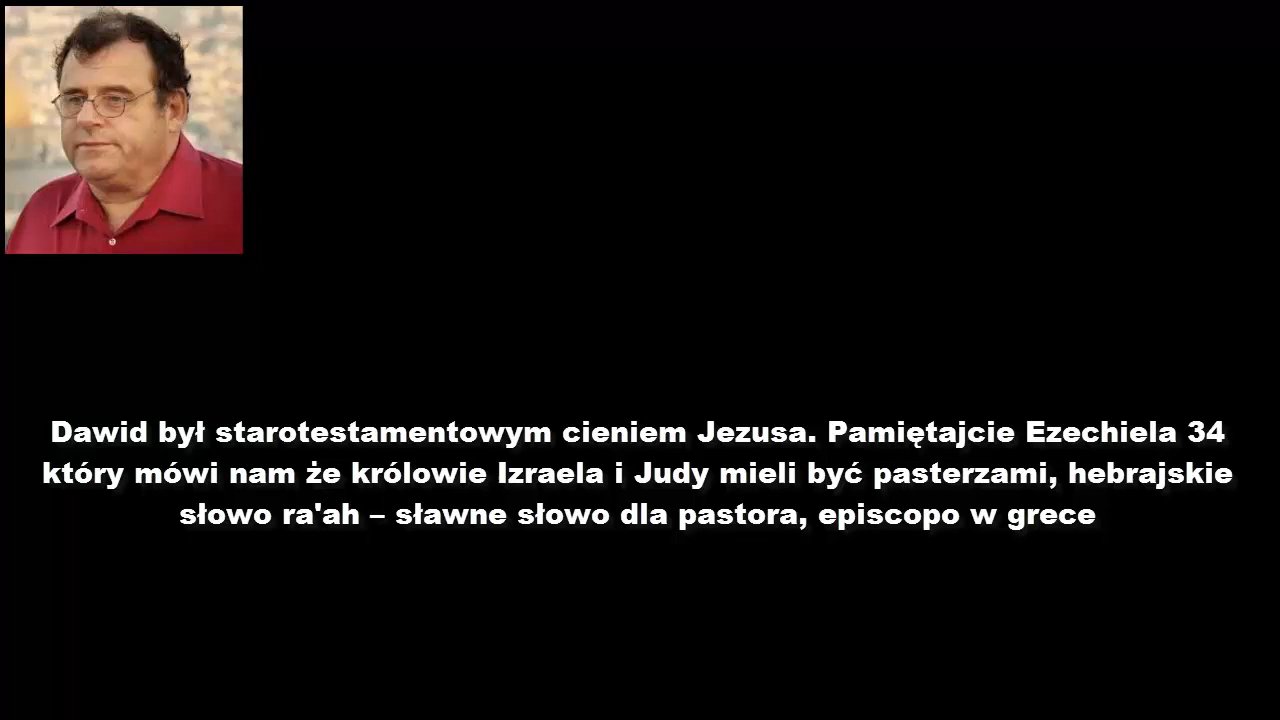 Dawid był starotestamentowym cieniem Jezusa. Pamiętajcie Ezechiela 34
który mówi nam że królowie Izraela i Judy mieli być pasterzami, hebrajskie
słowo ra'ah – sławne słowo dla pastora, episcopo w grece